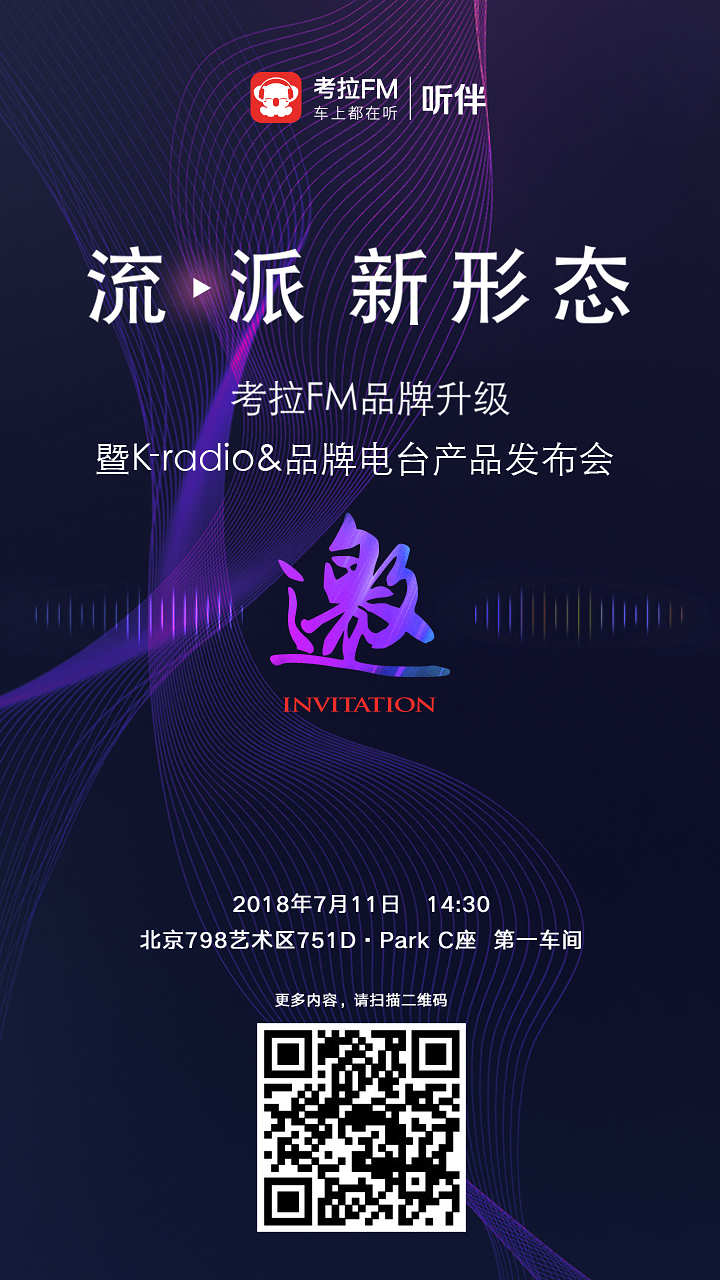 考拉FM
车上都在听
听伴
流·派 新形态
考拉FM品牌升级
暨K-radio&品牌电台产品发布会
邀
INVITATION
2018年7月11日 14:30
北京798艺术区751D·Park C座 第一车间
更多内容，请扫描二维码